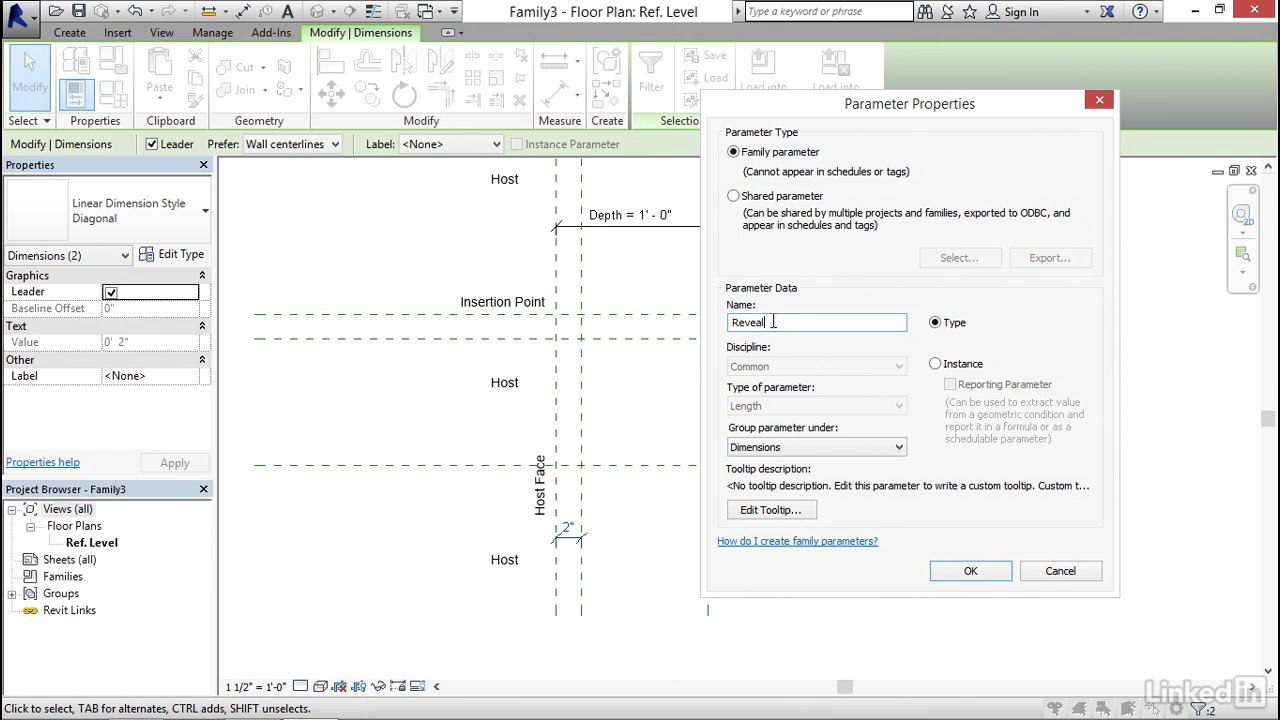 Family3 - Floor Plan: Ref. Level
Type a keyword or phrase
Sign In
Create
Insert
View
Manage
Add-Ins
Modify | Dimensions
Modify
Paste
Cut
Join
Filter
Save
Load
Load into
Load into
Select
Properties
Clipboard
Geometry
Modify
Measure
Create
Selectio
Modify | Dimensions
Leader
Prefer:
Wall centerlines
Label:
<None>
Instance Parameter
Properties
Linear Dimension Style
Diagonal
Dimensions (2)
Edit Type
Graphics
Leader
Baseline Offset
0"
Text
Value
0' 2"
Other
Label
<None>
Properties help
Apply
Project Browser - Family3
Views (all)
Floor Plans
Ref. Level
Sheets (all)
Families
Groups
Revit Links
Host
Depth = 1' - 0"
Insertion Point
Host
Host Face
2"
Host
Parameter Properties
Parameter Type
Family parameter
(Cannot appear in schedules or tags)
Shared parameter
(Can be shared by multiple projects and families, exported to ODBC, and
appear in schedules and tags)
Select...
Export...
Parameter Data
Name:
Reveal
Type
Discipline:
Common
Instance
Reporting Parameter
Type of parameter:
Length
(Can be used to extract value
from a geometric condition and
report it in a formula or as a
schedulable parameter)
Group parameter under:
Dimensions
Tooltip description:
<No tooltip description. Edit this parameter to write a custom tooltip. Custom t...
Edit Tooltip...
How do I create family parameters?
OK
Cancel
2D
1 1/2" = 1'-0"
Click to select, TAB for alternates, CTRL adds, SHIFT unselects.
:2
Linked in